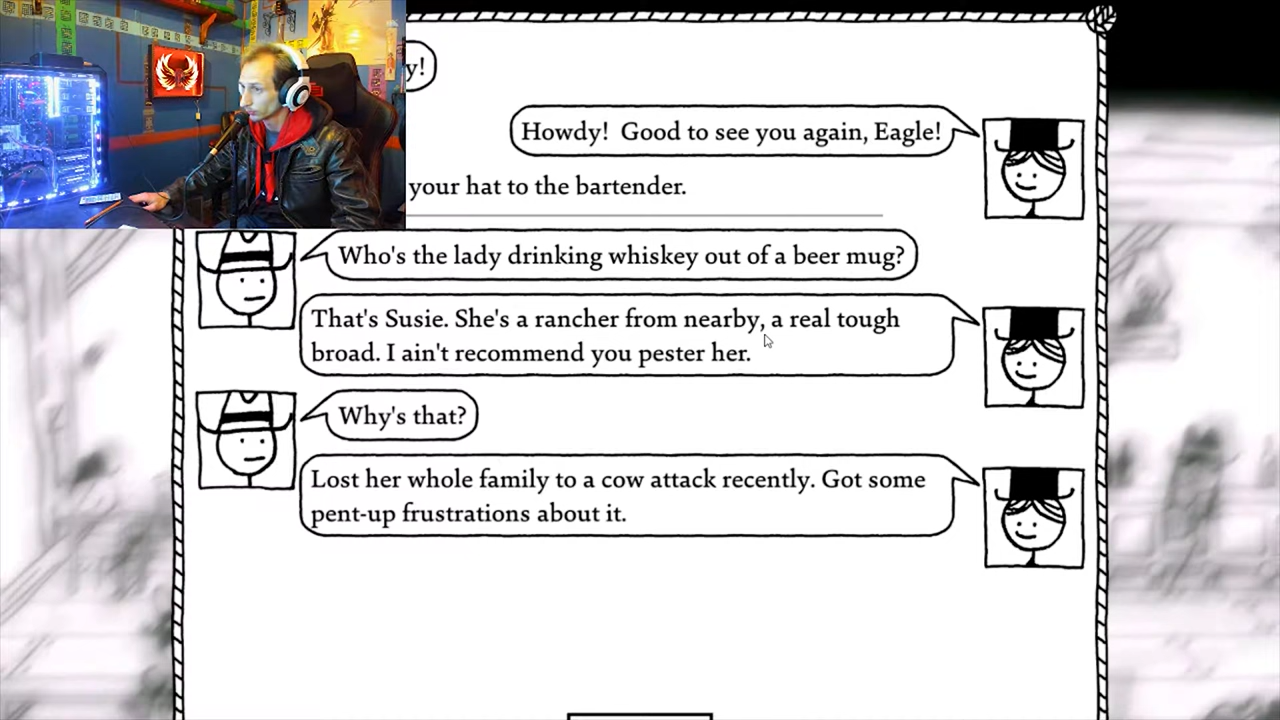 y!
Howdy! Good to see you again, Eagle!
your hat to the bartender.
Who's the lady drinking whiskey out of a beer mug?
That's Susie. She's a rancher from nearby, a real tough
broad. I ain't recommend you pester her.
Why's that?
Lost her whole family to a cow attack recently. Got some
pent-up frustrations about it.